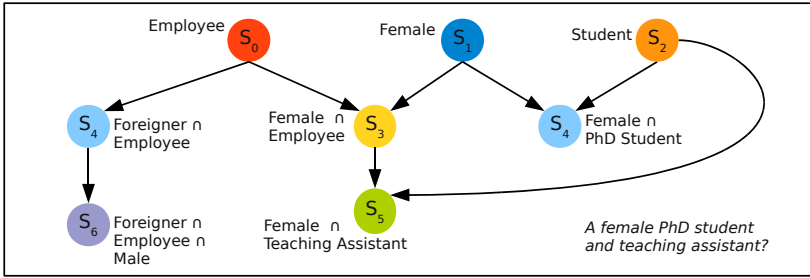 Employee
S0
Female
S1
Student
S2
S4
Foreigner ∩
Employee
Female ∩
Employee
S3
S4
Female ∩
PhD Student
S6
Foreigner ∩
Employee ∩
Male
Female ∩
Teaching Assistant
S5
A female PhD student
and teaching assistant?